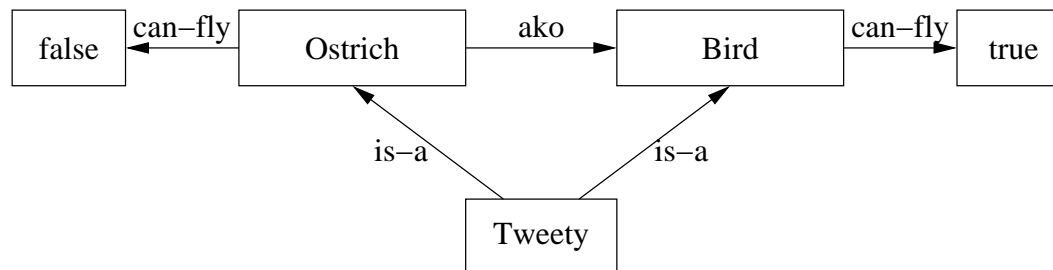 can−fly ako can−fly
false Ostrich Bird true
is−a is−a
Tweety